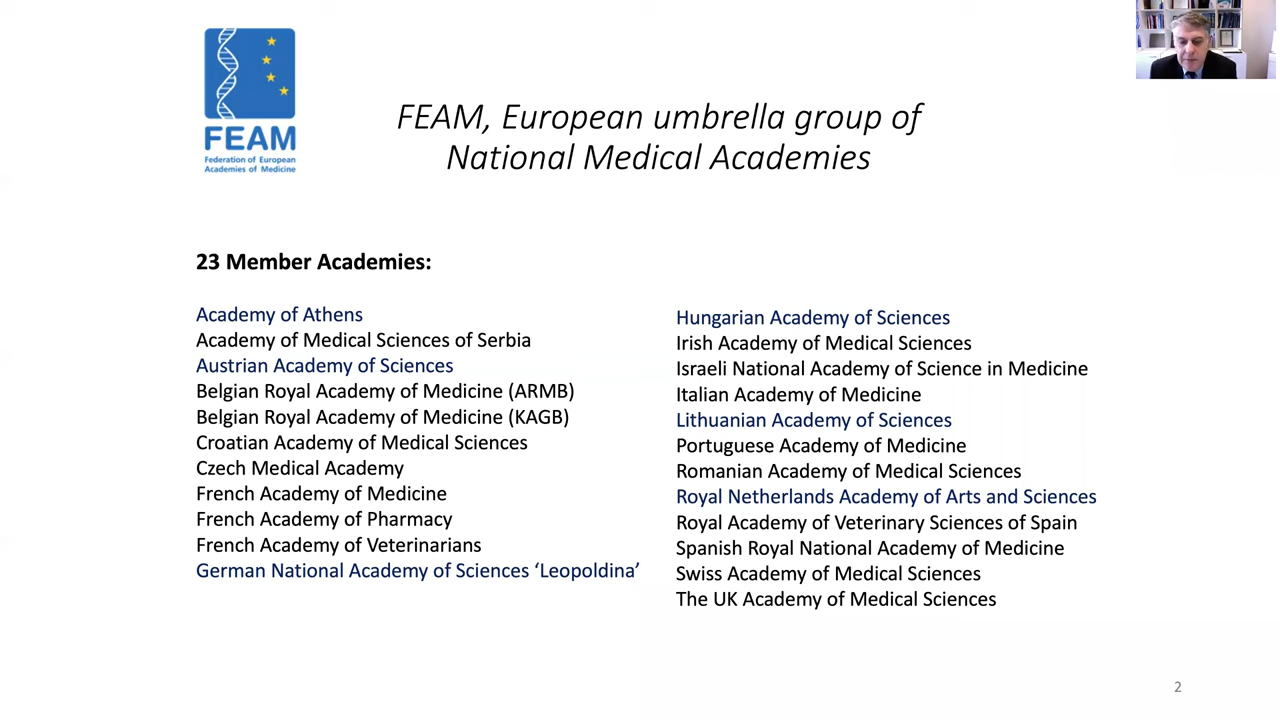 FEAM
Federation of European
Academies of Medicine
FEAM, European umbrella group of
National Medical Academies
23 Member Academies:
Academy of Athens
Academy of Medical Sciences of Serbia
Austrian Academy of Sciences
Belgian Royal Academy of Medicine (ARMB)
Belgian Royal Academy of Medicine (KAGB)
Croatian Academy of Medical Sciences
Czech Medical Academy
French Academy of Medicine
French Academy of Pharmacy
French Academy of Veterinarians
German National Academy of Sciences ‘Leopoldina’
Hungarian Academy of Sciences
Irish Academy of Medical Sciences
Israeli National Academy of Science in Medicine
Italian Academy of Medicine
Lithuanian Academy of Sciences
Portuguese Academy of Medicine
Romanian Academy of Medical Sciences
Royal Netherlands Academy of Arts and Sciences
Royal Academy of Veterinary Sciences of Spain
Spanish Royal National Academy of Medicine
Swiss Academy of Medical Sciences
The UK Academy of Medical Sciences
2